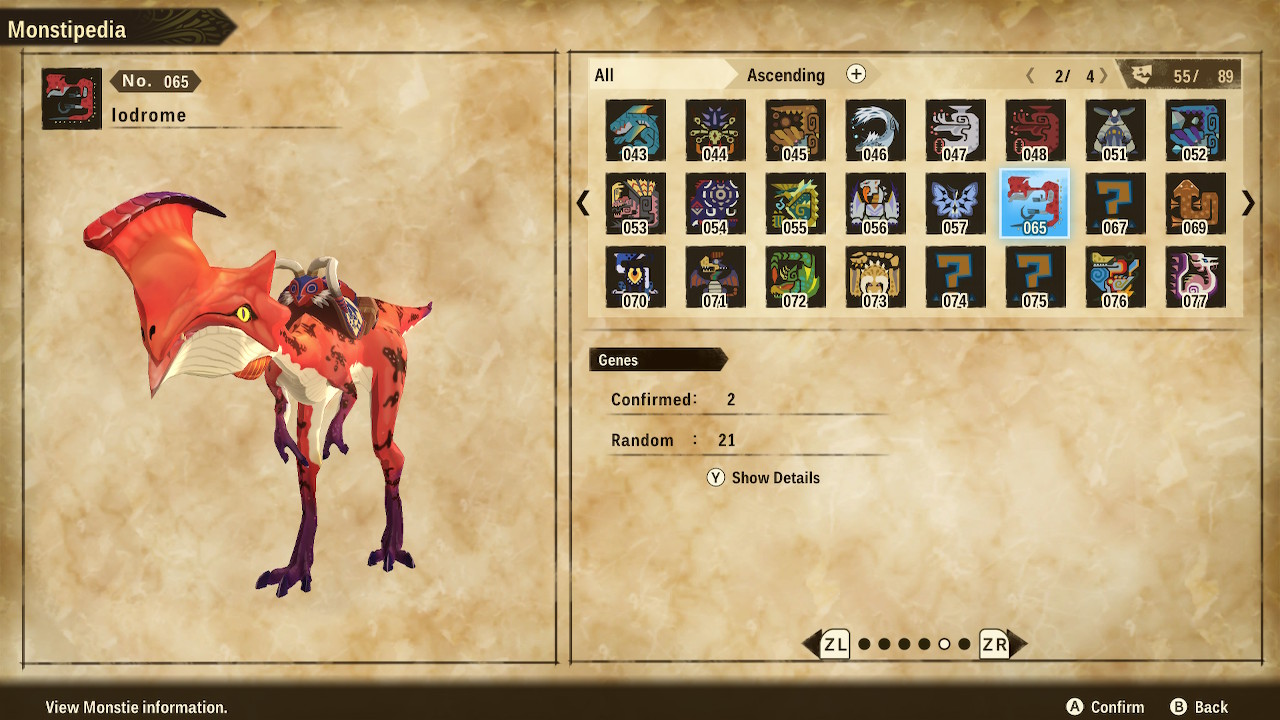 Monstipedia
No. 065
Iodrome
All
Ascending +
2/ 4
55/ 89
043 044 045 046 047 048 051 052
053 054 055 056 057 065 067 069
070 071 072 073 074 075 076 077
Genes
Confirmed: 2
Random : 21
Y Show Details
ZL ZR
View Monstie information.
A Confirm B Back